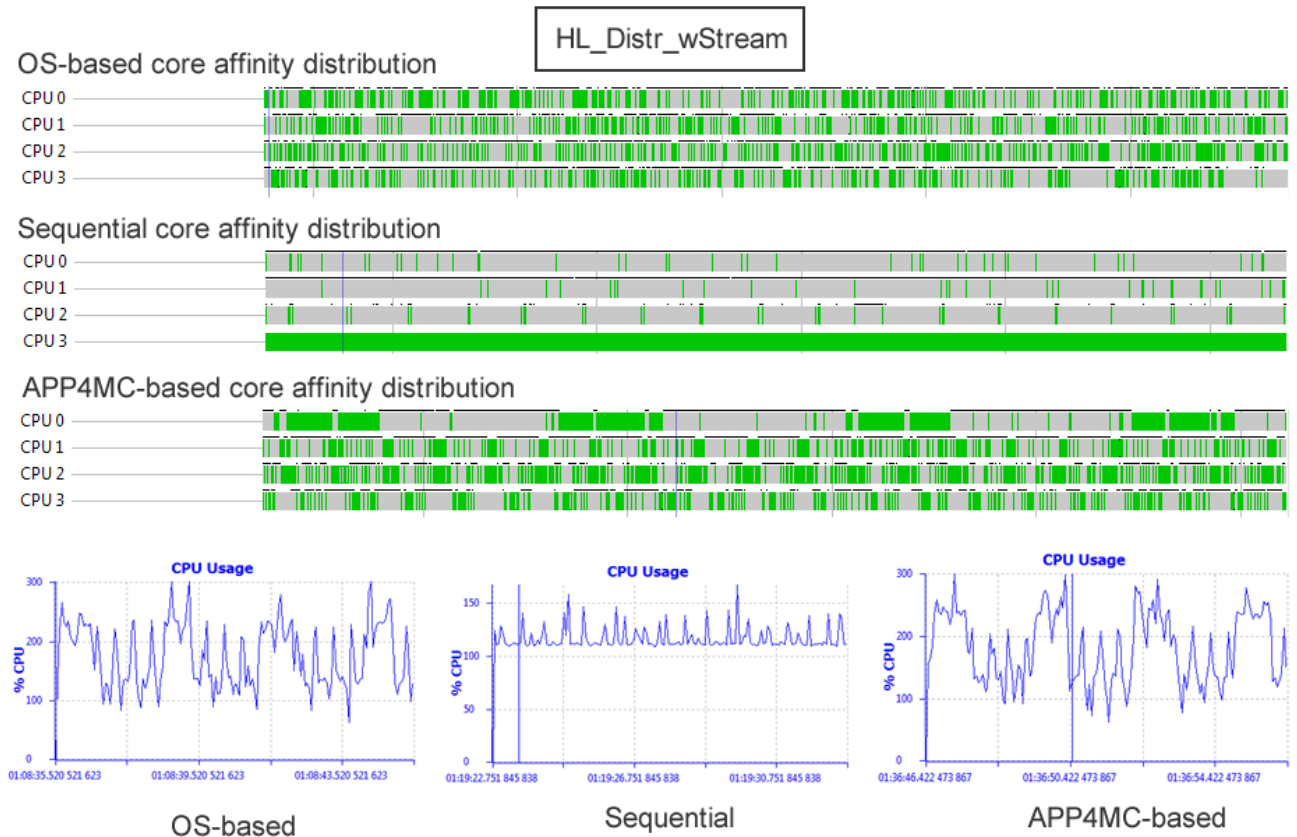 HL_Distr_wStream
OS-based core affinity distribution
CPU 0
CPU 1
CPU 2
CPU 3
Sequential core affinity distribution
CPU 0
CPU 1
CPU 2
CPU 3
APP4MC-based core affinity distribution
CPU 0
CPU 1
CPU 2
CPU 3
CPU Usage
300
200
100
0
% CPU
01:08:35.520 521 623
01:08:39.520 521 623
01:08:43.520 521 623
OS-based
CPU Usage
150
100
50
0
% CPU
01:19:22.751 845 838
01:19:26.751 845 838
01:19:30.751 845 838
Sequential
CPU Usage
300
200
100
0
% CPU
01:36:46.422 473 867
01:36:50.422 473 867
01:36:54.422 473 867
APP4MC-based